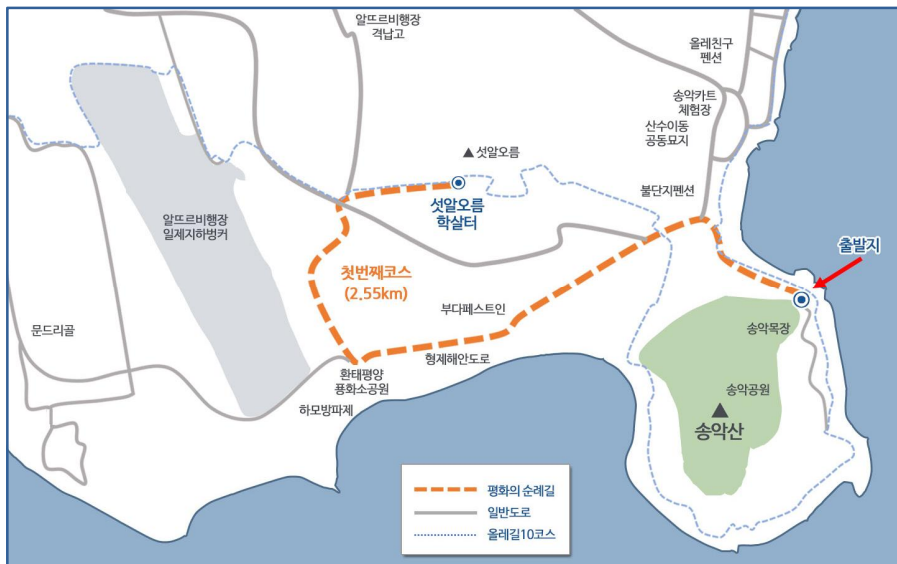 알뜨르비행장
격납고
올레친구
펜션
송악카트
체험장
산수이동
공동묘지
▲ 섯알오름
불단지펜션
섯알오름
학살터
알뜨르비행장
일제지하벙커
출발지
첫번째코스
(2.55km)
부다페스트인
문드리골
송악목장
형제해안도로
환태평양
평화소공원
하모방파제
송악공원
송악산
평화의 순례길
일반도로
올레길10코스